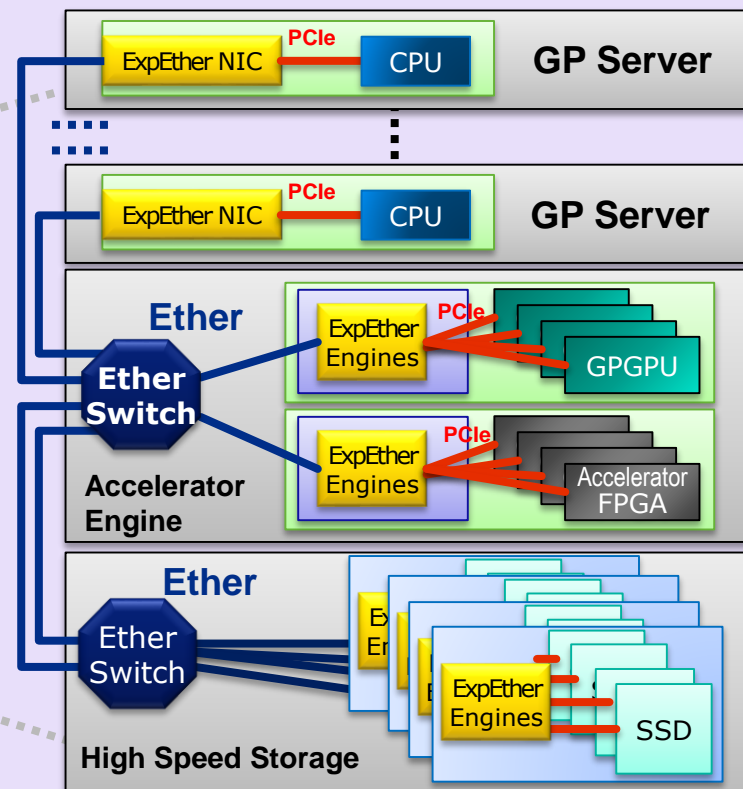 PCIe
ExpEther NIC
CPU
GP Server
PCIe
ExpEther NIC
CPU
GP Server
Ether
Ether
Switch
Accelerator
Engine
ExpEther
Engines
PCIe
GPGPU
ExpEther
Engines
PCIe
Accelerator
FPGA
Ether
Ether
Switch
High Speed Storage
ExpEther
Engines
SSD